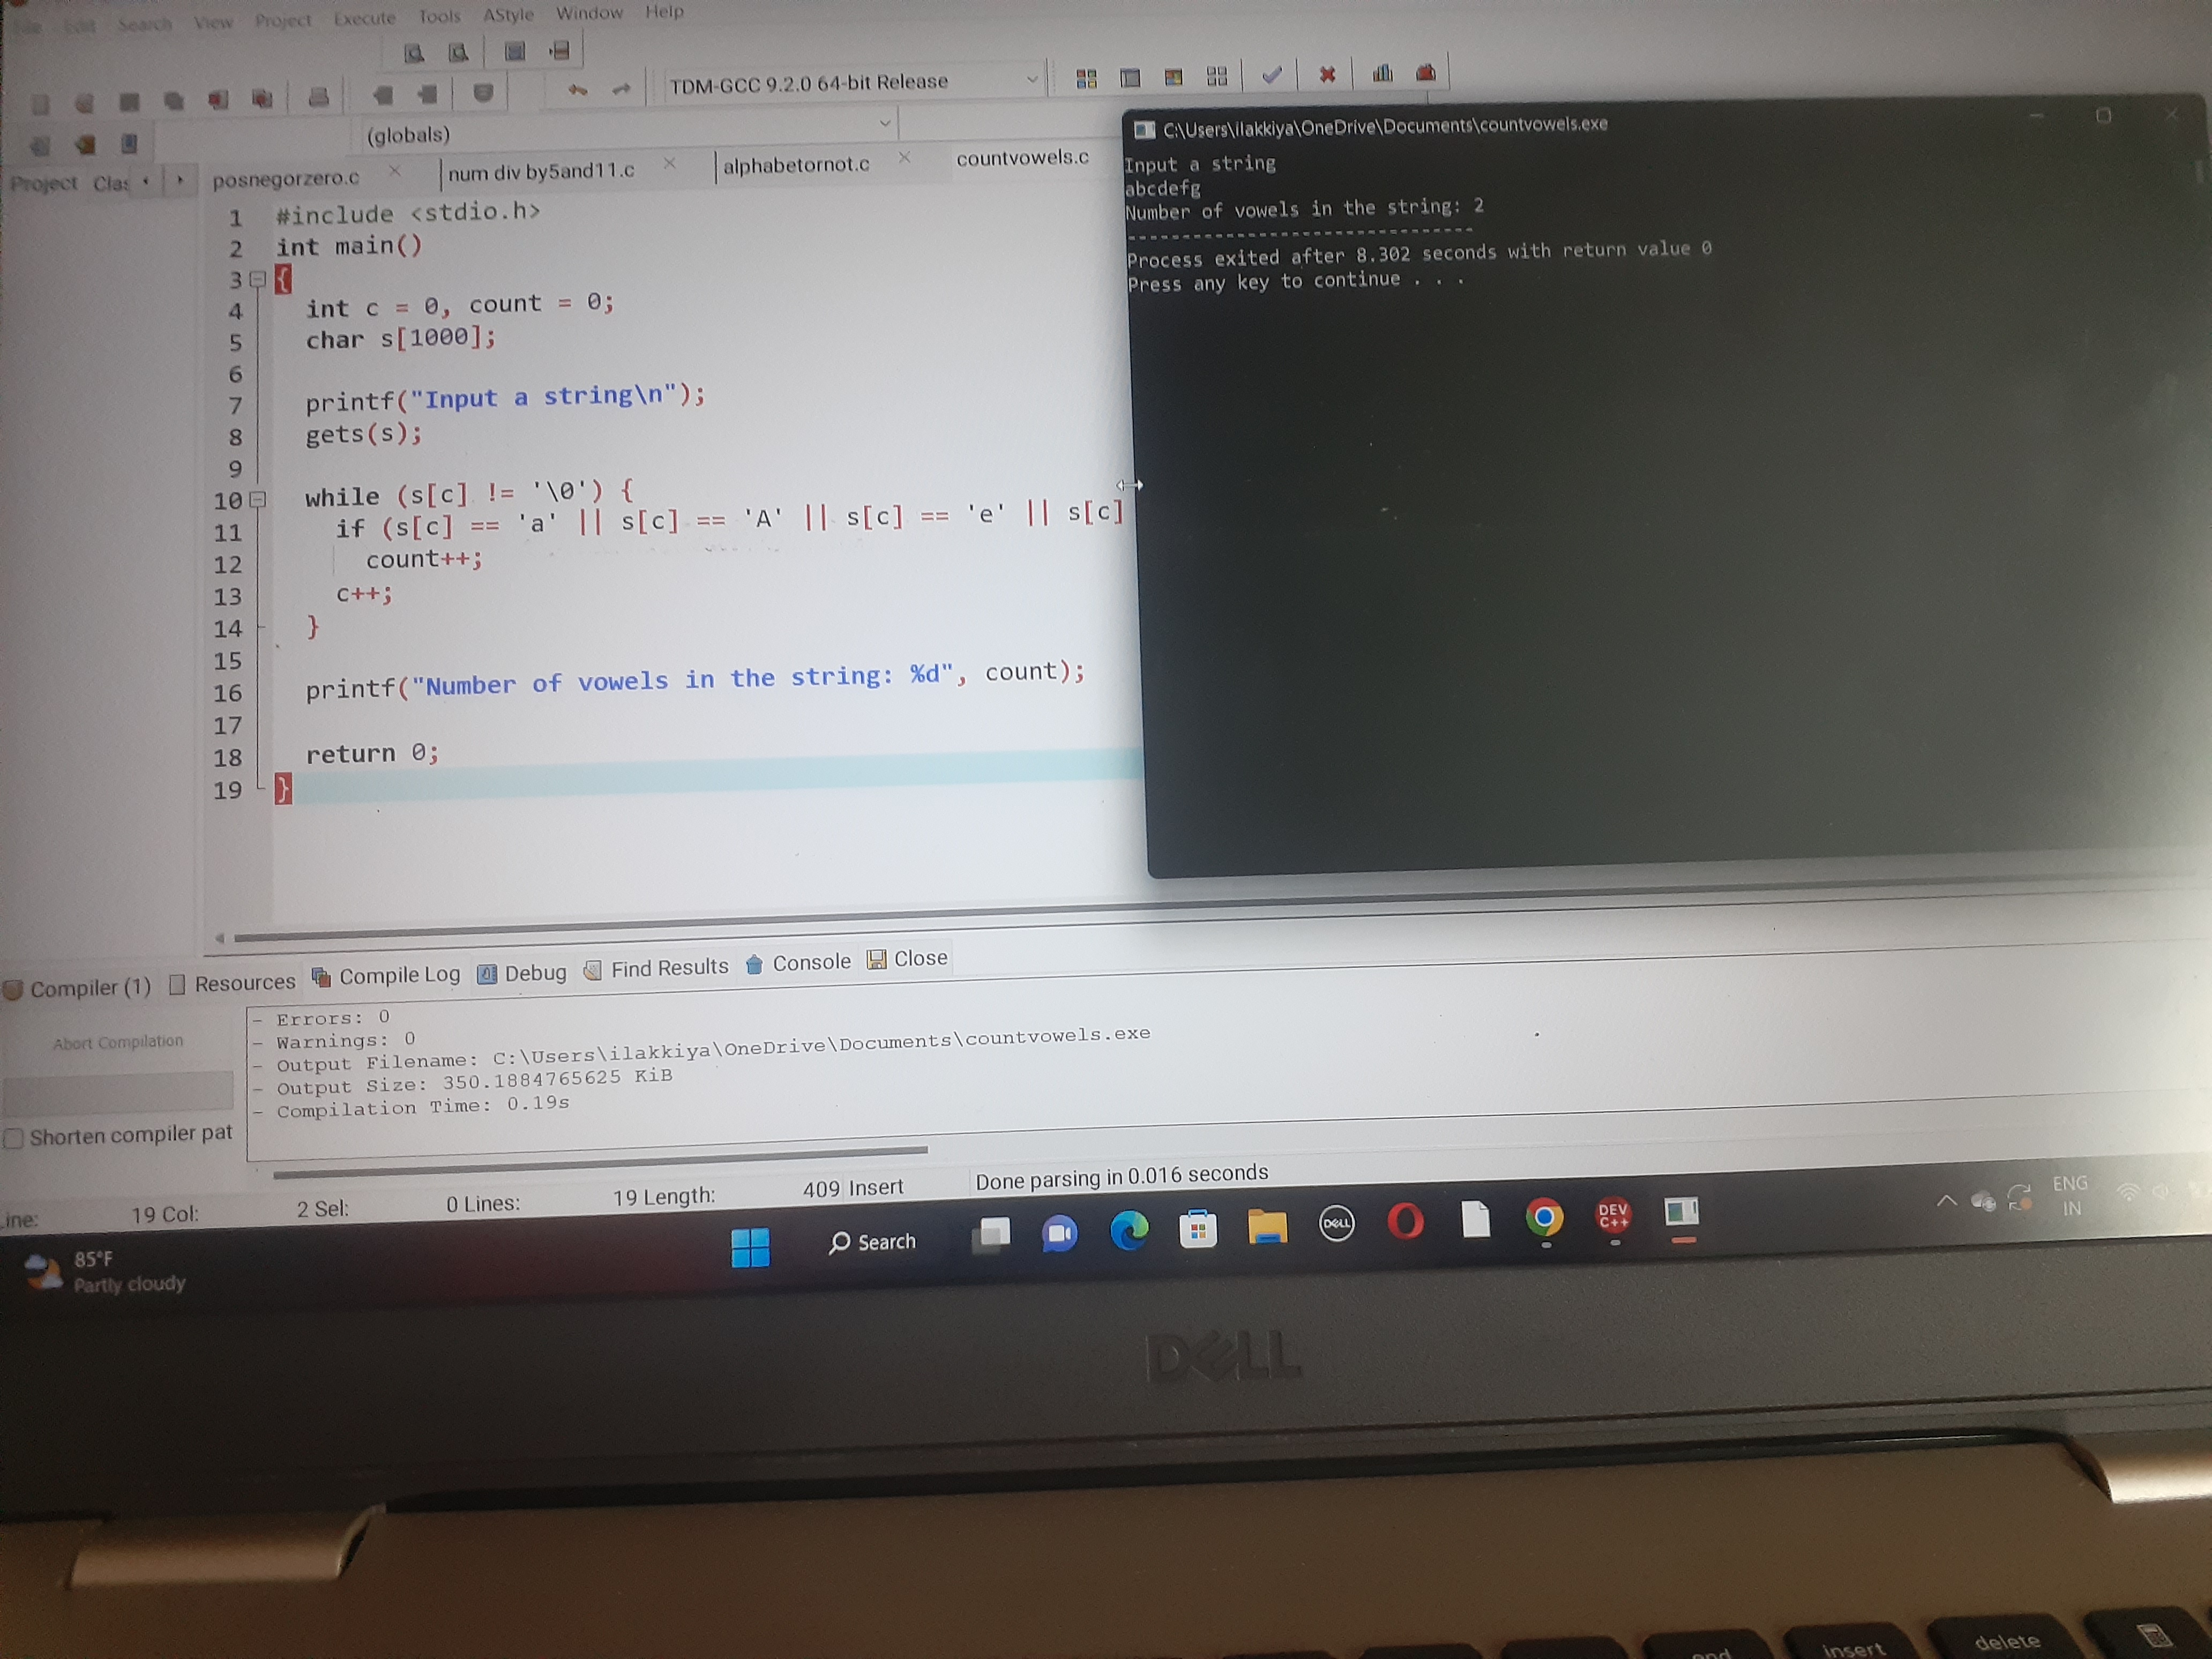 Edit Search View Project Execute Tools AStyle Window Help
TDM-GCC 9.2.0 64-bit Release
(globals)
Project Clas
posnegorzero.c
num div by5and11.c
alphabetornot.c
countvowels.c
1 #include <stdio.h>
2 int main()
3 {
4 int c = 0, count = 0;
5 char s[1000];
6
7 printf("Input a string\n");
8 gets(s);
9
10 while (s[c] != '\0') {
11 if (s[c] == 'a' || s[c] == 'A' || s[c] == 'e' || s[c]
12 count++;
13 c++;
14 }
15
16 printf("Number of vowels in the string: %d", count);
17
18 return 0;
19 }
C:\Users\ilakkiya\OneDrive\Documents\countvowels.exe
Input a string
abcdefg
Number of vowels in the string: 2
--------------------------------
Process exited after 8.302 seconds with return value 0
Press any key to continue . . .
Compiler (1) Resources Compile Log Debug Find Results Console Close
Abort Compilation
Shorten compiler pat
- Errors: 0
- Warnings: 0
- Output Filename: C:\Users\ilakkiya\OneDrive\Documents\countvowels.exe
- Output Size: 350.1884765625 KiB
- Compilation Time: 0.19s
ine: 19 Col: 2 Sel: 0 Lines: 19 Length: 409 Insert Done parsing in 0.016 seconds
85°F
Partly cloudy
Search
DELL
DEV
C++
ENG
IN
DELL
insert
delete